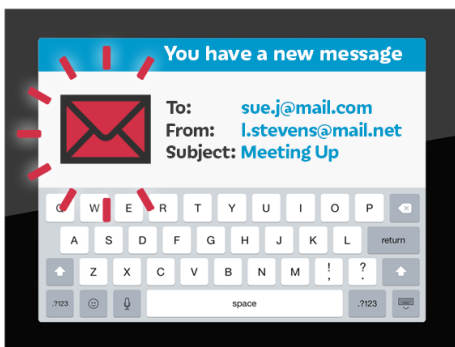 You have a new message
To: sue.j@mail.com
From: l.stevens@mail.net
Subject: Meeting Up
Q W E R T Y U I O P
A S D F G H J K L return
Z X C V B N M ! , ? .
.?123 space .?123